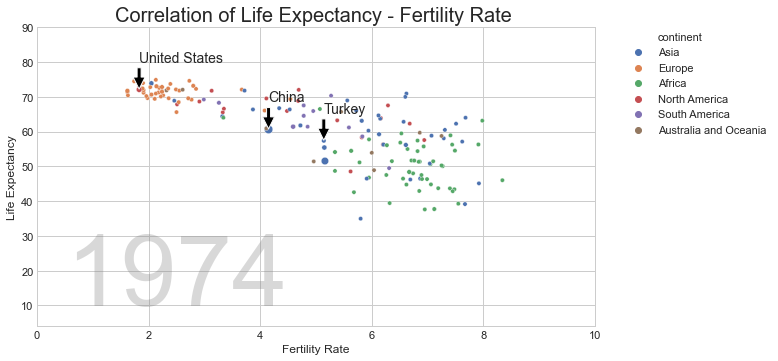 Correlation of Life Expectancy - Fertility Rate
90
80
70
60
50
40
30
20
10
Life Expectancy
United States
China
Turkey
1974
0
2
4
6
8
10
Fertility Rate
continent
Asia
Europe
Africa
North America
South America
Australia and Oceania